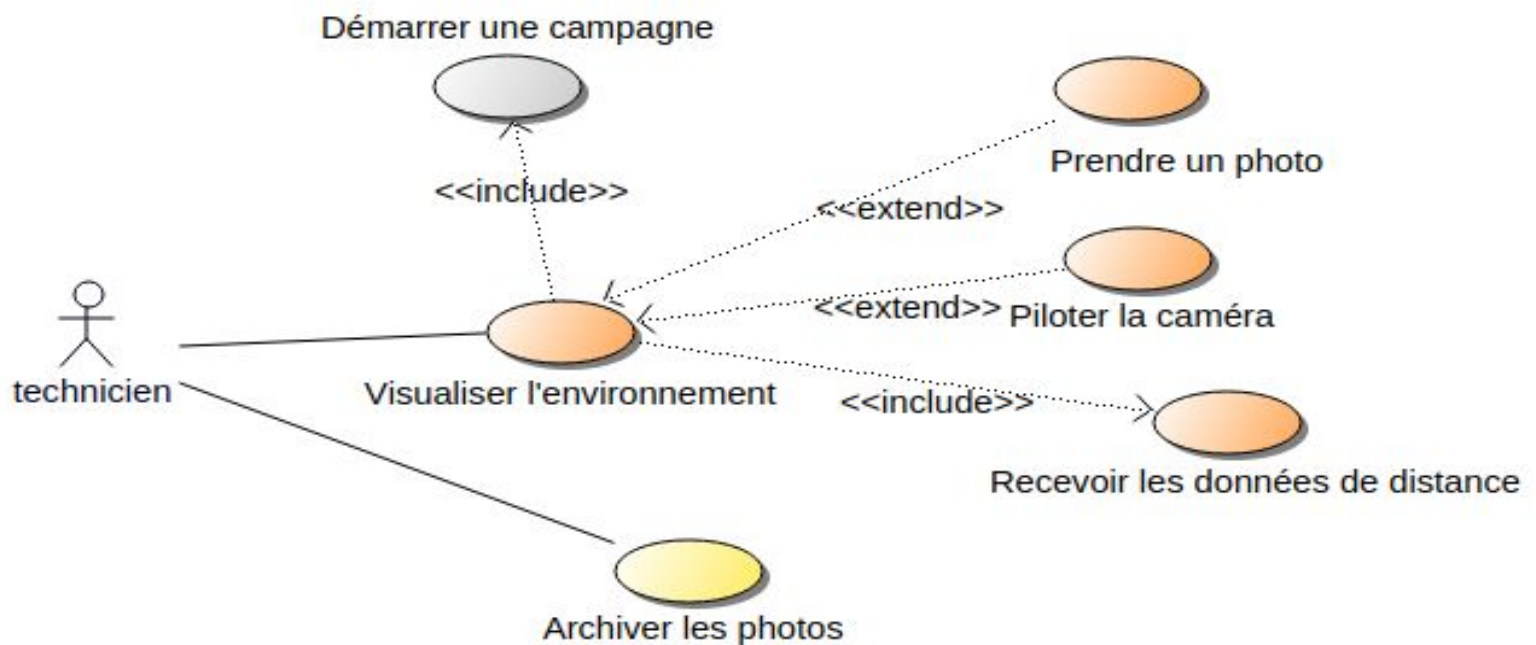 Démarrer une campagne
<<include>>
Prendre un photo
<<extend>>
<<extend>>
Piloter la caméra
technicien
Visualiser l'environnement
<<include>>
Recevoir les données de distance
Archiver les photos